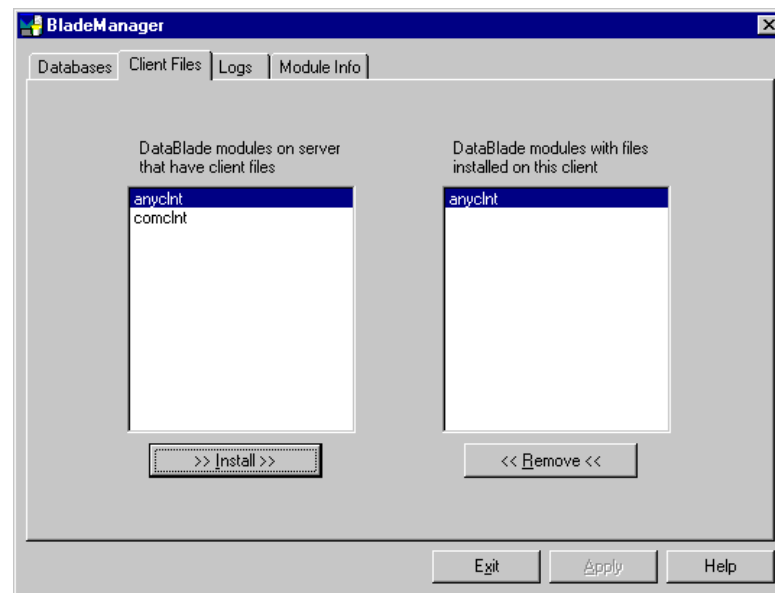 BladeManager
Databases Client Files Logs Module Info
DataBlade modules on server
that have client files
DataBlade modules with files
installed on this client
anyclnt
comclnt
anyclnt
>> Install >>
<< Remove <<
Exit Apply Help